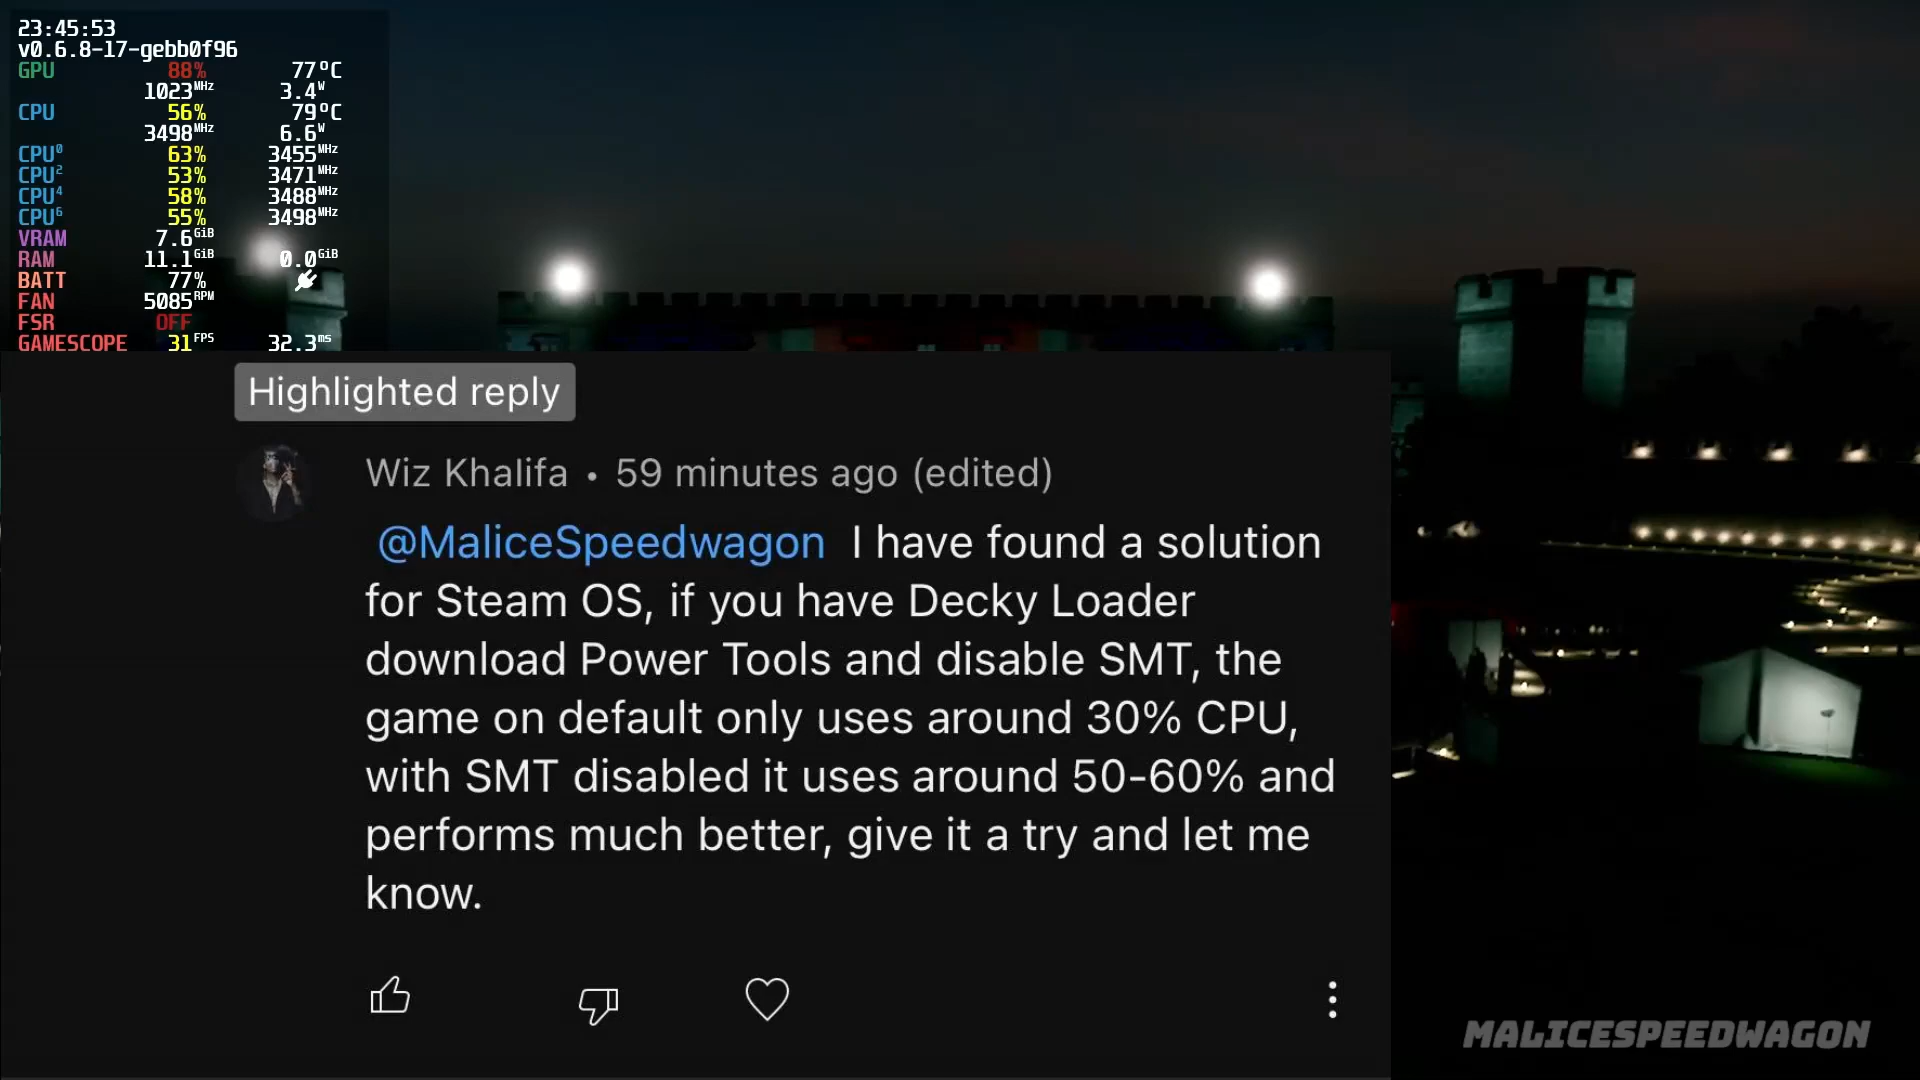 23:45:53
v0.6.8-17-gebb0f96
GPU 88% 77°C
1023MHz 3.4W
CPU 56% 79°C
3498MHz 6.6W
CPU0 63% 3455MHz
CPU2 53% 3471MHz
CPU4 58% 3488MHz
CPU6 55% 3498MHz
VRAM 7.6GiB
RAM 11.1GiB 0.0GiB
BATT 77%
FAN 5085RPM
FSR OFF
GAMESCOPE 31FPS 32.3ms
Highlighted reply
Wiz Khalifa • 59 minutes ago (edited)
@MaliceSpeedwagon I have found a solution
for Steam OS, if you have Decky Loader
download Power Tools and disable SMT, the
game on default only uses around 30% CPU,
with SMT disabled it uses around 50-60% and
performs much better, give it a try and let me
know.
MALICESPEEDWAGON